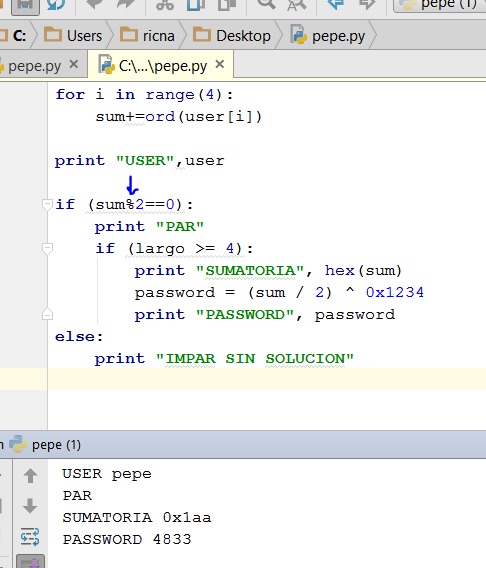 pepe (1)
C: Users ricna Desktop pepe.py
pepe.py C:\...\pepe.py
for i in range(4):
sum+=ord(user[i])
print "USER",user
if (sum%2==0):
print "PAR"
if (largo >= 4):
print "SUMATORIA", hex(sum)
password = (sum / 2) ^ 0x1234
print "PASSWORD", password
else:
print "IMPAR SIN SOLUCION"
pepe (1)
USER pepe
PAR
SUMATORIA 0x1aa
PASSWORD 4833